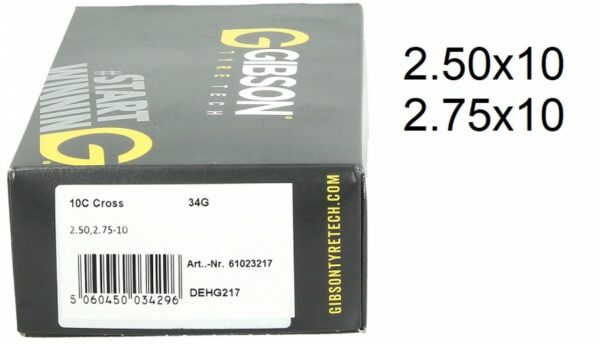 GIBSON
TYRE TECH
#START
WINNING
10C Cross 34G
2.50,2.75-10
Art..-Nr. 61023217
5 060450 034296
DEHG217
GIBSONTYRETECH.COM
2.50x10
2.75x10